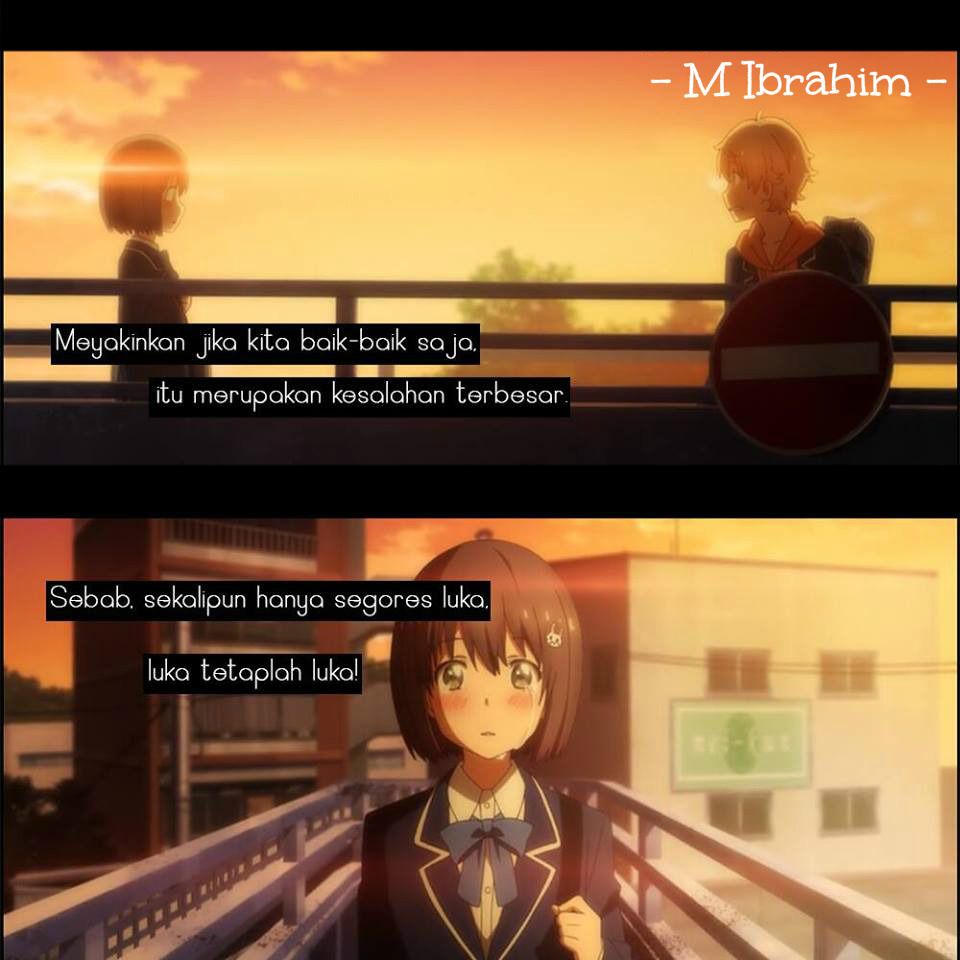 - M Ibrahim -
Meyakinkan jika kita baik-baik saja,
itu merupakan kesalahan terbesar.
Sebab, sekalipun hanya segores luka,
luka tetaplah luka!